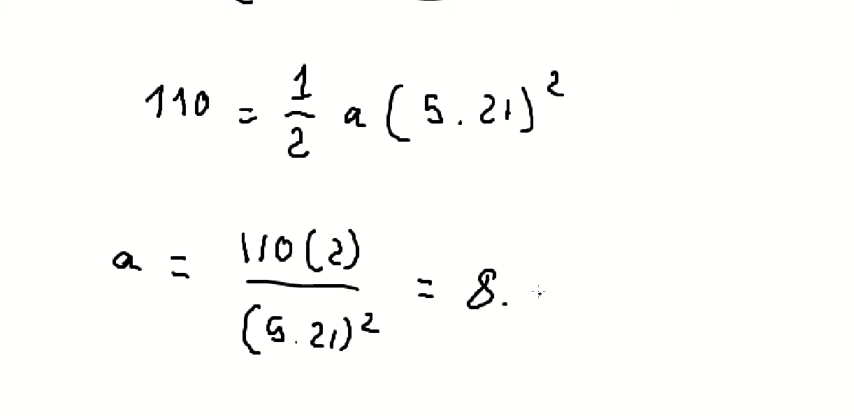 110 = 1/2 a (5.21)²
a = 110(2)/(5.21)² = 8.